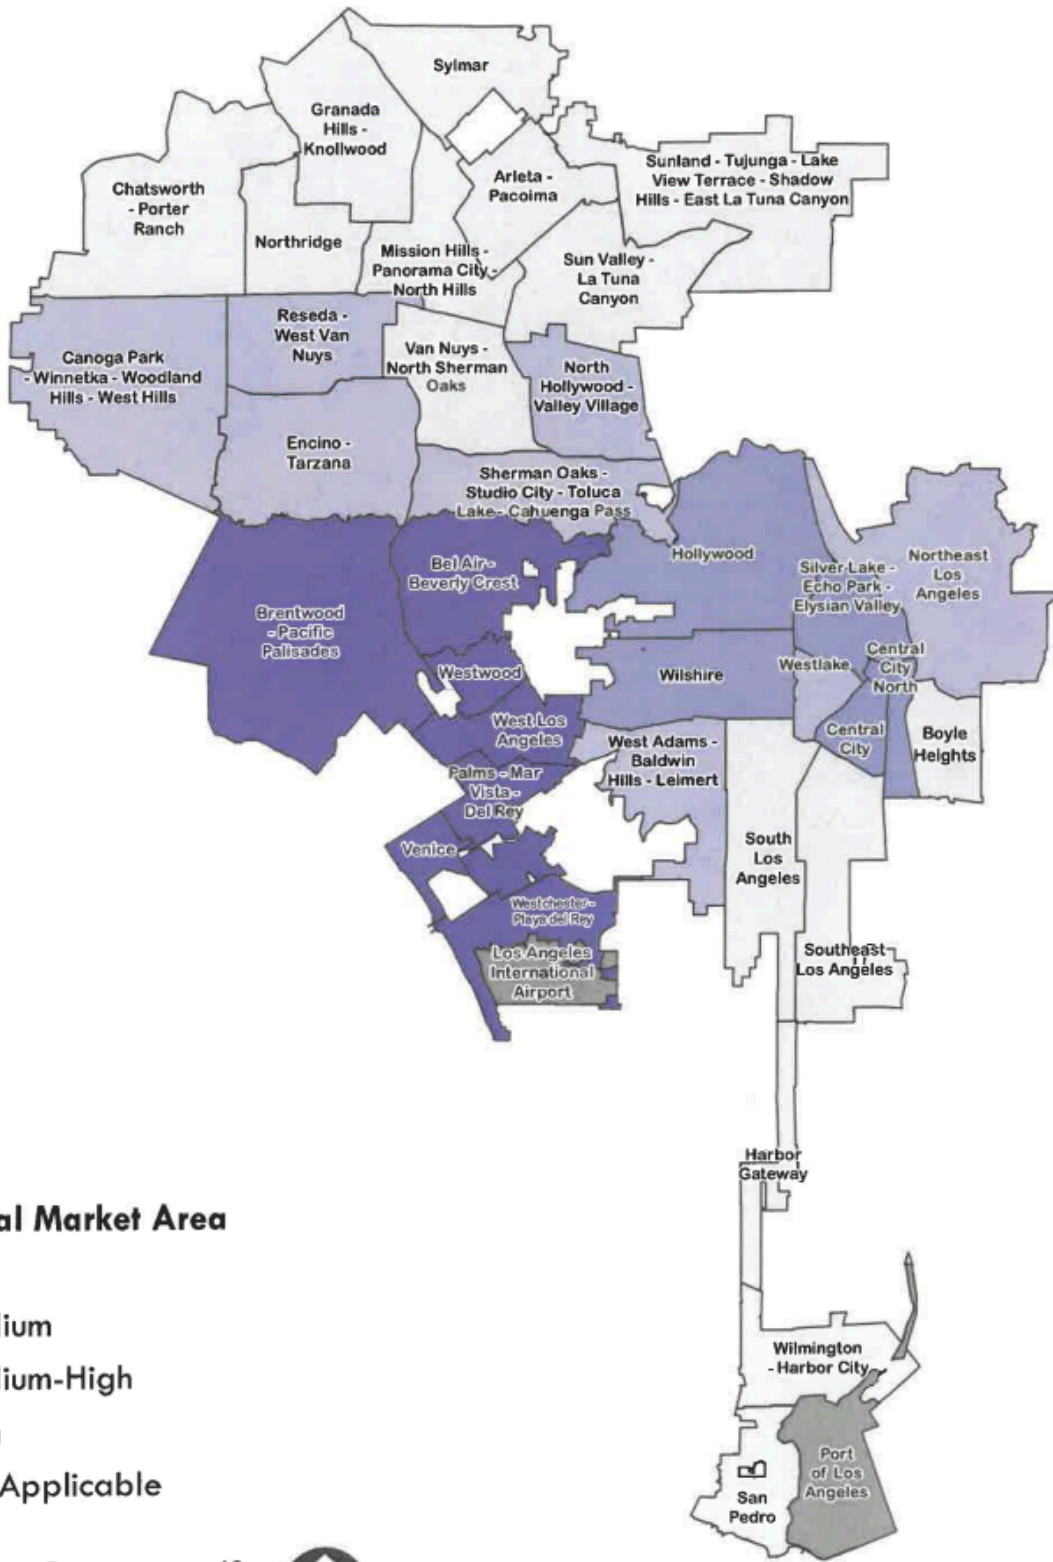 Sylmar
Granada
Hills -
Knollwood
Sunland - Tujunga - Lake
View Terrace - Shadow
Hills - East La Tuna Canyon
Arleta -
Pacoima
Chatsworth
- Porter
Ranch
Northridge
Mission Hills -
Panorama City -
North Hills
Sun Valley -
La Tuna
Canyon
Reseda -
West Van
Nuys
Canoga Park
- Winnetka - Woodland
Hills - West Hills
Van Nuys -
North Sherman
Oaks
North
Hollywood -
Valley Village
Encino -
Tarzana
Sherman Oaks -
Studio City - Toluca
Lake - Cahuenga Pass
Bel Air -
Beverly Crest
Hollywood
Silver Lake -
Echo Park -
Elysian Valley
Northeast
Los
Angeles
Brentwood
- Pacific
Palisades
Westwood
Wilshire
Westlake
Central
City
North
West Los
Angeles
Central
City
Boyle
Heights
West Adams -
Baldwin
Hills - Leimert
Palms - Mar
Vista -
Del Rey
Venice
South
Los
Angeles
Westchester -
Playa del Rey
Los Angeles
International
Airport
Southeast
Los Angeles
Harbor
Gateway
al Market Area
lium
lium-High
Applicable
Wilmington
- Harbor City
Port
of Los
Angeles
San
Pedro